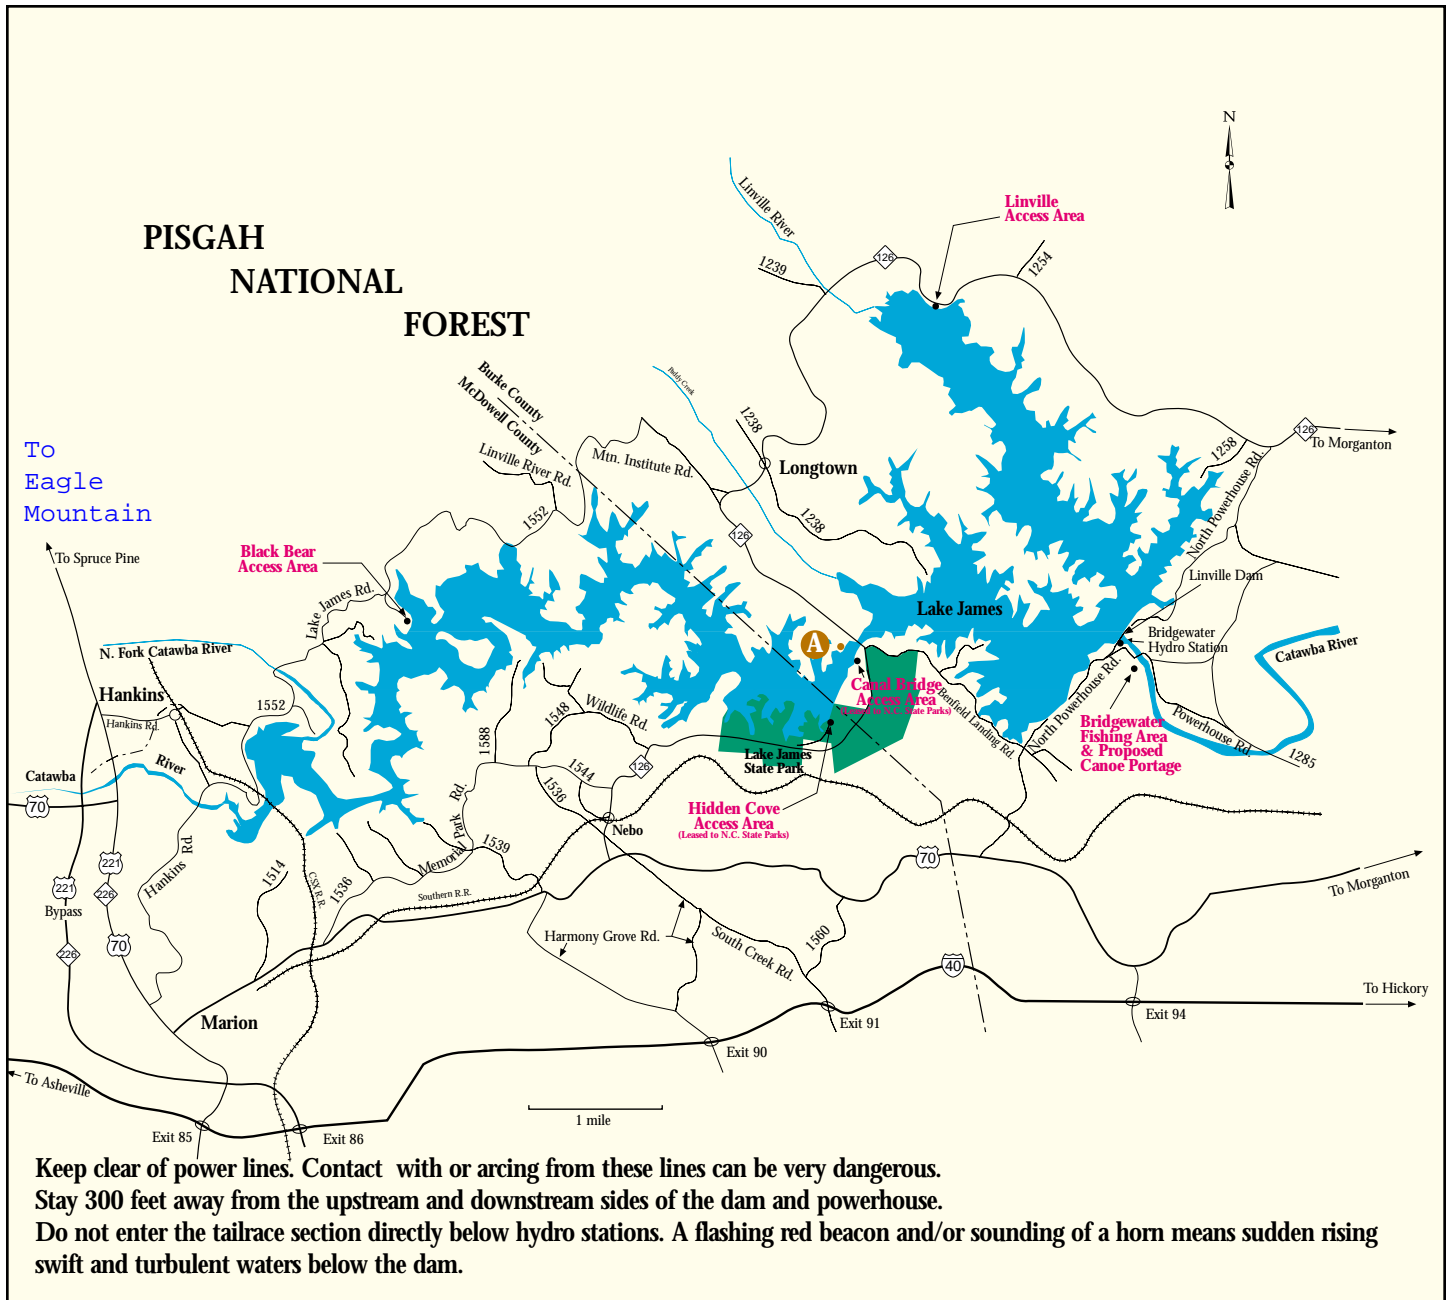 N
Linville
Access Area
Linville River
126
1239
1254
PISGAH
NATIONAL
FOREST
Burke County
McDowell County
Paddy Creek
1238
126
To Morganton
1258
To
Eagle
Mountain
Linville River Rd.
Mtn. Institute Rd.
Longtown
North Powerhouse Rd.
1552
1238
126
To Spruce Pine
Black Bear
Access Area
Linville Dam
Lake James Rd.
Lake James
Bridgewater
Hydro Station
Catawba River
N. Fork Catawba River
A
Hankins
Canal Bridge
Access Area
(Leased to N.C. State Parks)
Benfield Landing Rd.
North Powerhouse Rd.
1552
Hankins Rd.
1548
Wildlife Rd.
1588
Powerhouse Rd.
1285
Bridgewater
Fishing Area
& Proposed
Canoe Portage
Lake James
State Park
Catawba
River
1544
126
1536
70
Memorial Park Rd.
Hidden Cove
Access Area
(Leased to N.C. State Parks)
Nebo
1539
Hankins Rd
221
70
1514
1536
C.SX R.R.
Southern R.R.
221
Bypass
226
To Morganton
Harmony Grove Rd.
South Creek Rd.
1560
70
226
40
To Hickory
Marion
Exit 91
Exit 94
Exit 90
To Asheville
1 mile
Exit 85
Exit 86
Keep clear of power lines. Contact with or arcing from these lines can be very dangerous.
Stay 300 feet away from the upstream and downstream sides of the dam and powerhouse.
Do not enter the tailrace section directly below hydro stations. A flashing red beacon and/or sounding of a horn means sudden rising
swift and turbulent waters below the dam.